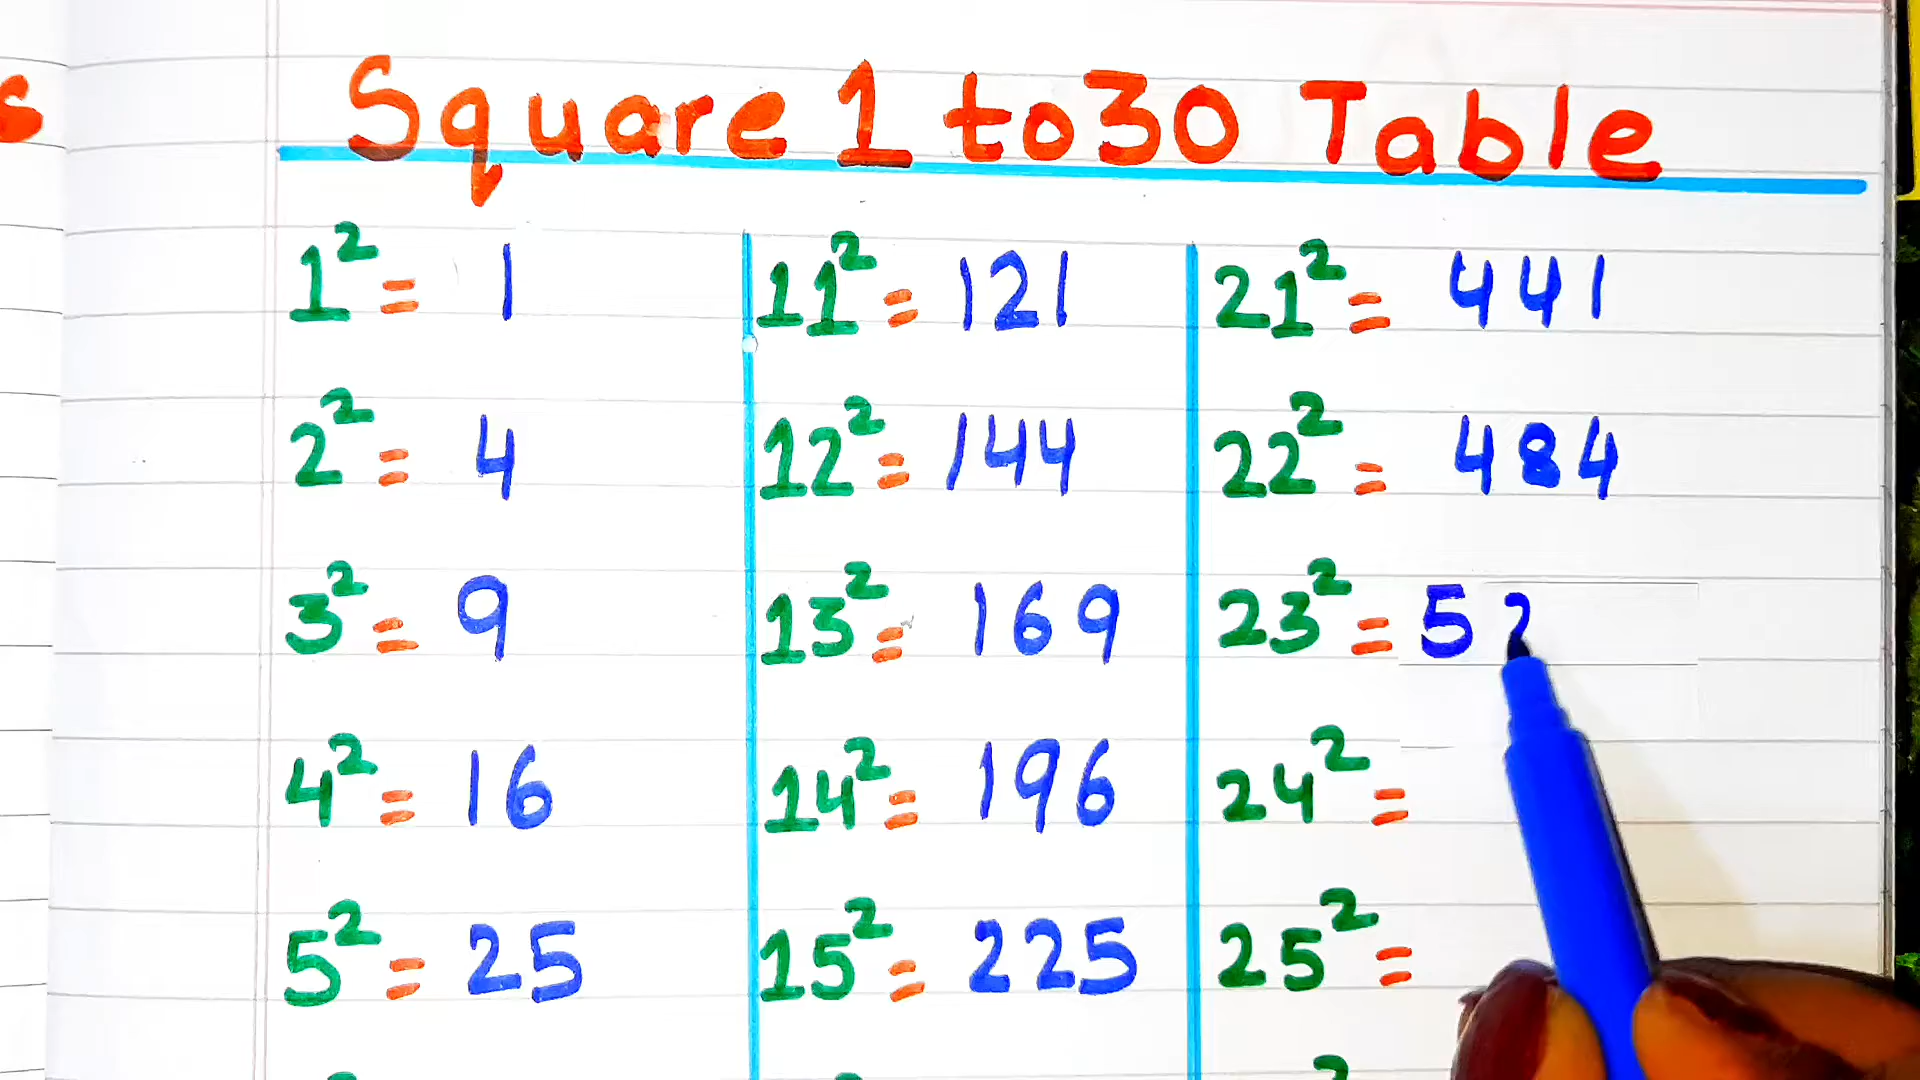 s
Square 1 to 30 Table
1² = 1
2² = 4
3² = 9
4² = 16
5² = 25
11² = 121
12² = 144
13² = 169
14² = 196
15² = 225
21² = 441
22² = 484
23² = 52
24² =
25² =